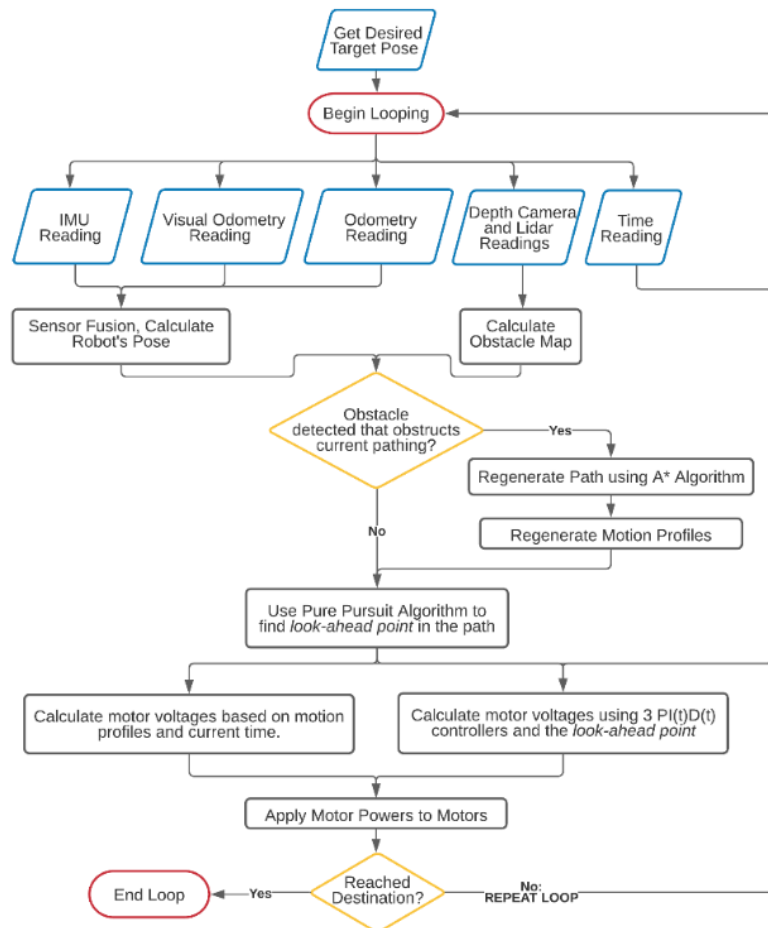 Get Desired
Target Pose
Begin Looping
IMU
Reading
Visual Odometry
Reading
Odometry
Reading
Depth Camera
and Lidar
Readings
Time
Reading
Sensor Fusion, Calculate
Robot's Pose
Calculate
Obstacle Map
Obstacle
detected that obstructs
current pathing?
Yes
Regenerate Path using A* Algorithm
No
Regenerate Motion Profiles
Use Pure Pursuit Algorithm to
find look-ahead point in the path
Calculate motor voltages based on motion
profiles and current time.
Calculate motor voltages using 3 PI(t)D(t)
controllers and the look-ahead point
Apply Motor Powers to Motors
Reached
Destination?
Yes
End Loop
No:
REPEAT LOOP